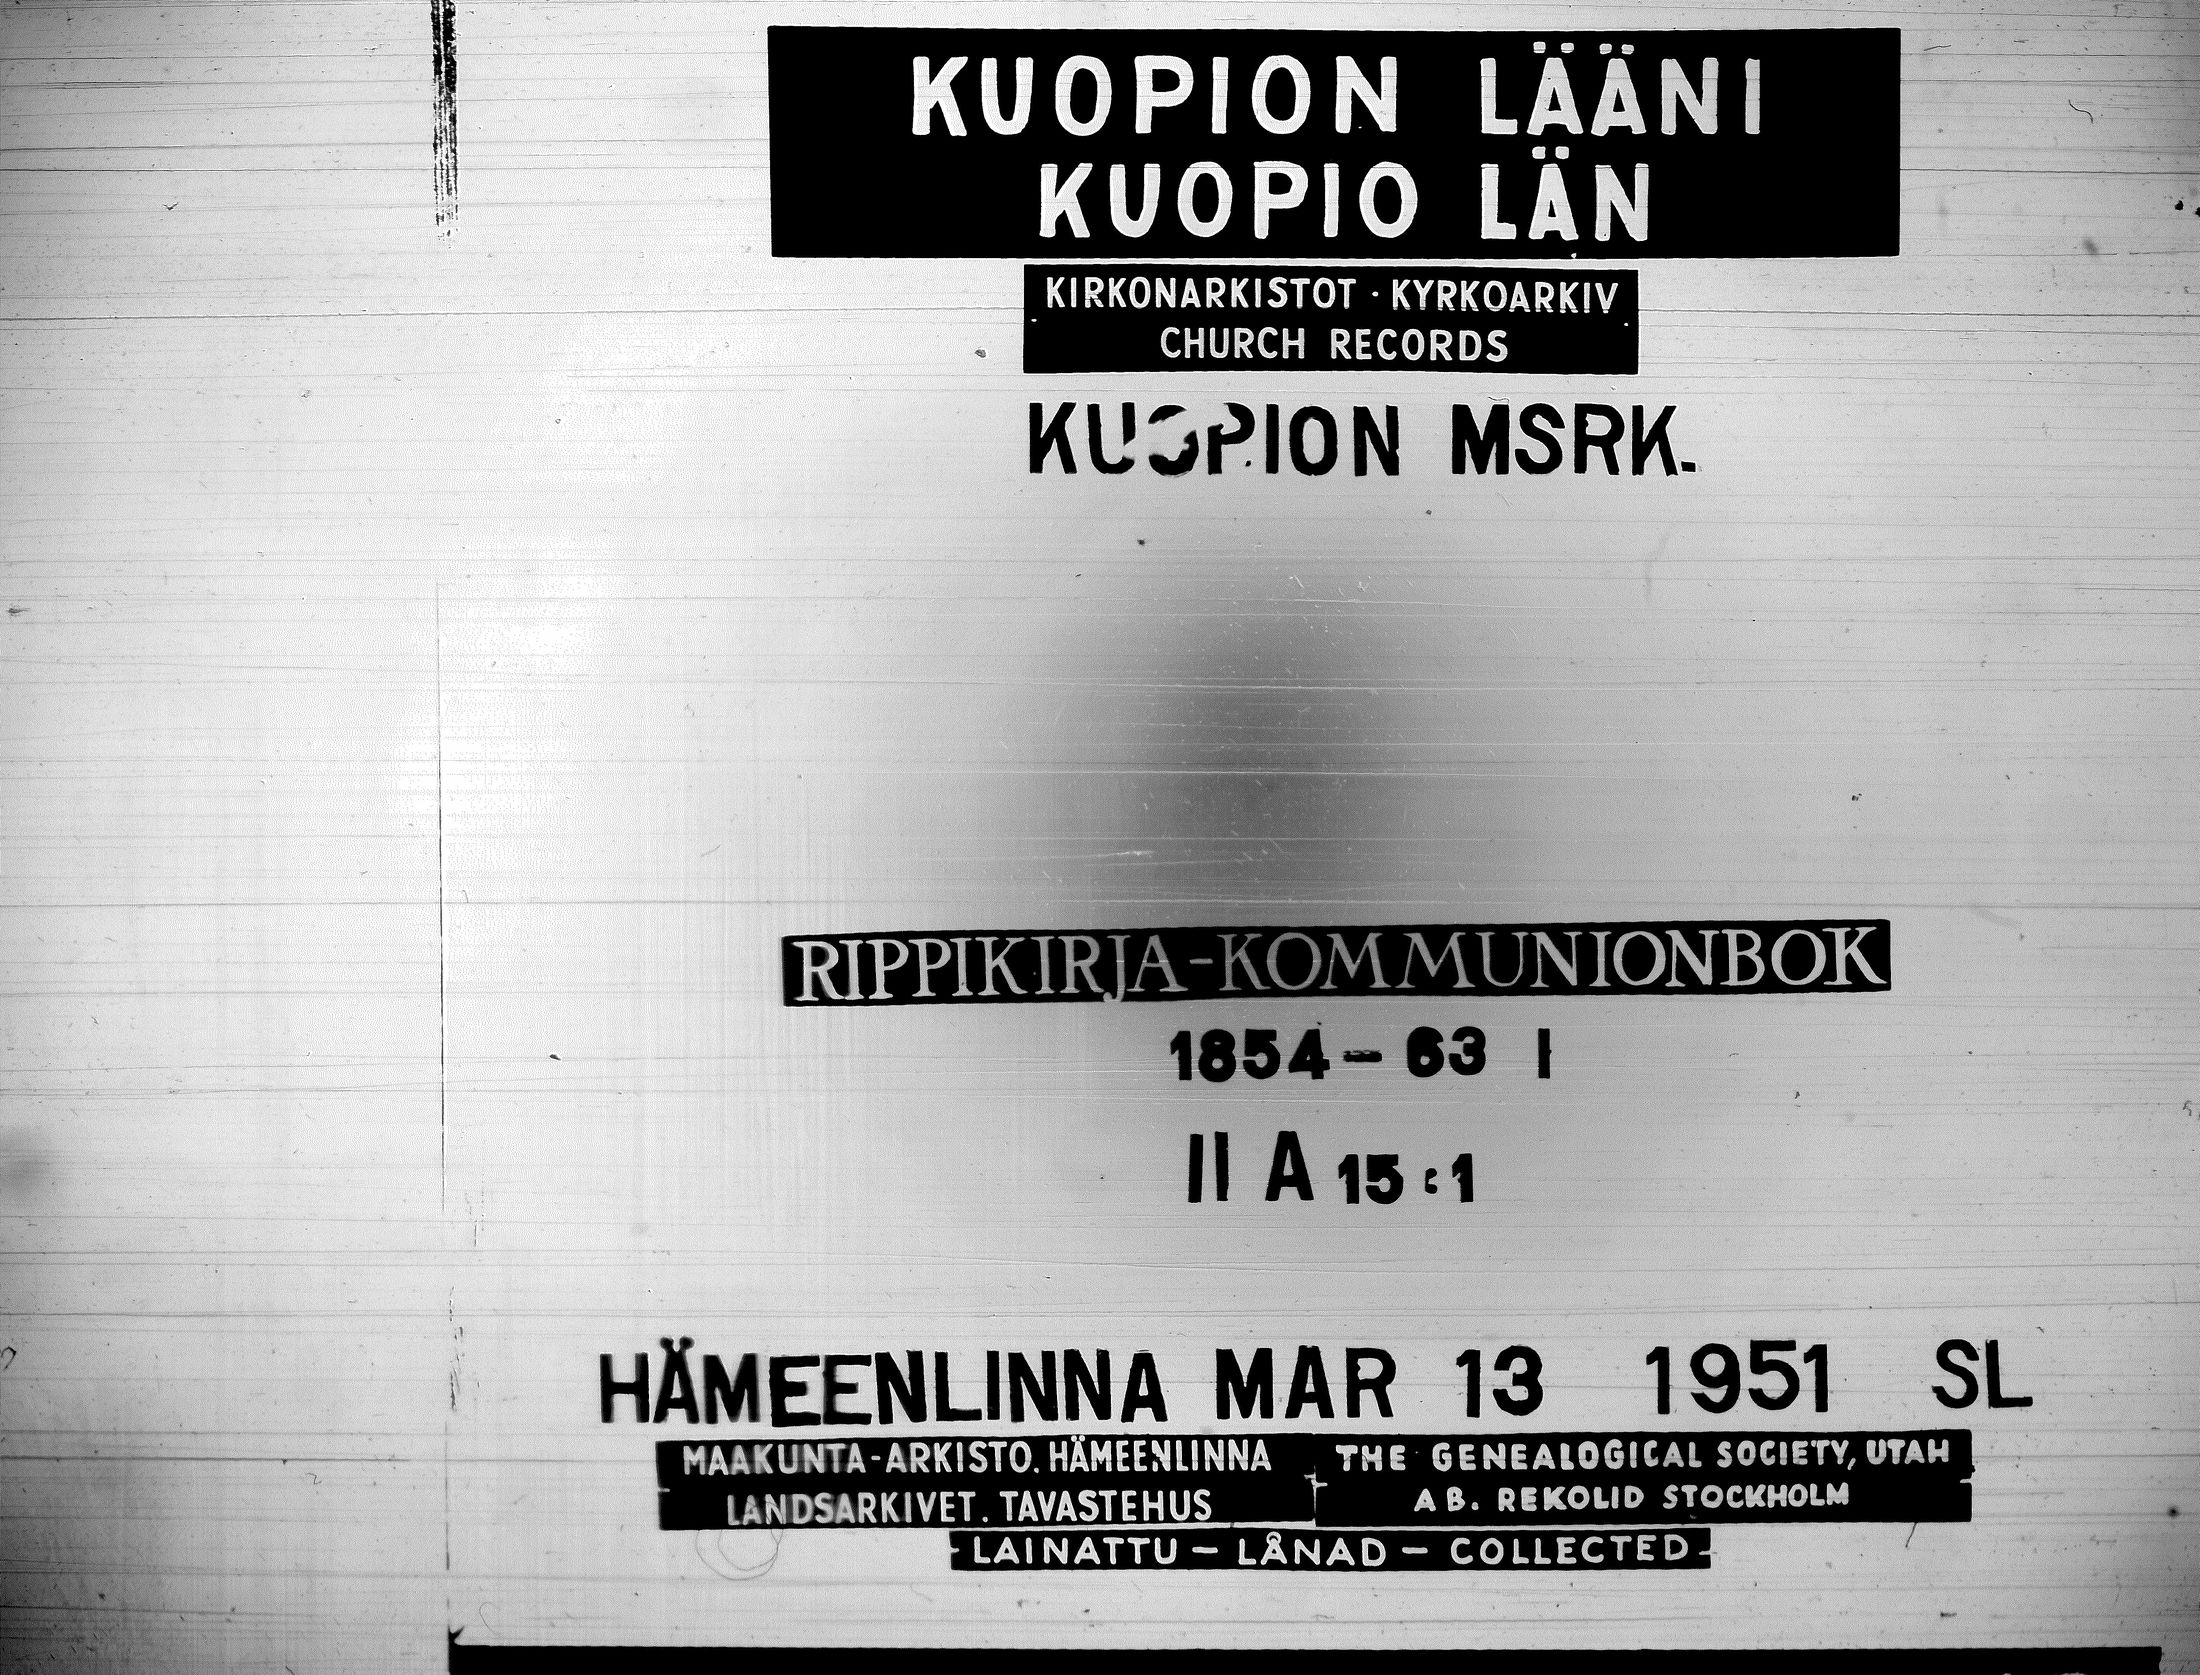 KUOPION LÄÄNI
KUOPIO LÄN
KIRKONARKISTOT · KYRKOARKIV
CHURCH RECORDS
KUOPION MSRK.
RIPPIKIRJA-KOMMUNIONBOK
1854-63 I
II A 15:1
HÄMEENLINNA MAR 13 1951 SL
MAAKUNTA-ARKISTO. HÄMEENLINNA
LANDSARKIVET. TAVASTEHUS
THE GENEALOGICAL SOCIETY, UTAH
AB. REKOLID STOCKHOLM
LAINATTU - LÅNAD - COLLECTED